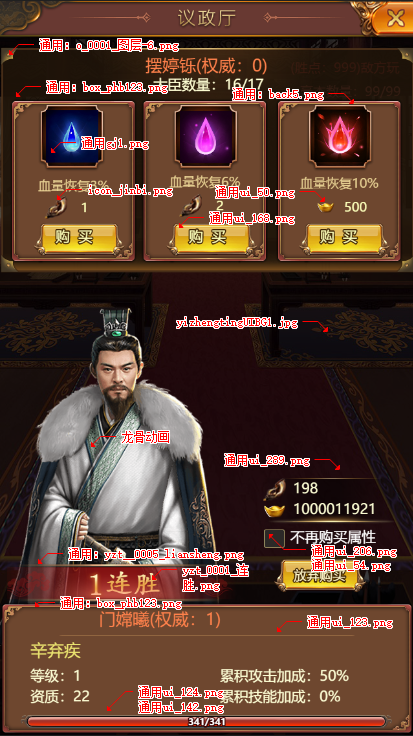 议政厅
通用：c_0001_图层-6.png
摆婷铄(权威：0)
大臣数量：16/17
通用：box_phb123.png
通用：back5.png
通用gj1.png
血量恢复3%
血量恢复6%
血量恢复10%
icon_jinbi.png
通用ui_50.png
1
2
500
通用ui_168.png
购 买
购 买
购 买
yizhengtingUIBG1.jpg
龙骨动画
通用ui_289.png
198
1000011921
不再购买属性
通用ui_206.png
通用：yzt_0005_liansheng.png
通用ui_54.png
yzt_0001_连
胜.png
放弃购买
1连胜
通用：box_phb123.png
门嫦曦(权威：1)
通用ui_123.png
辛弃疾
等级：1
累积攻击加成：50%
资质：22
累积技能加成：0%
通用ui_124.png
通用ui_142.png
341/341